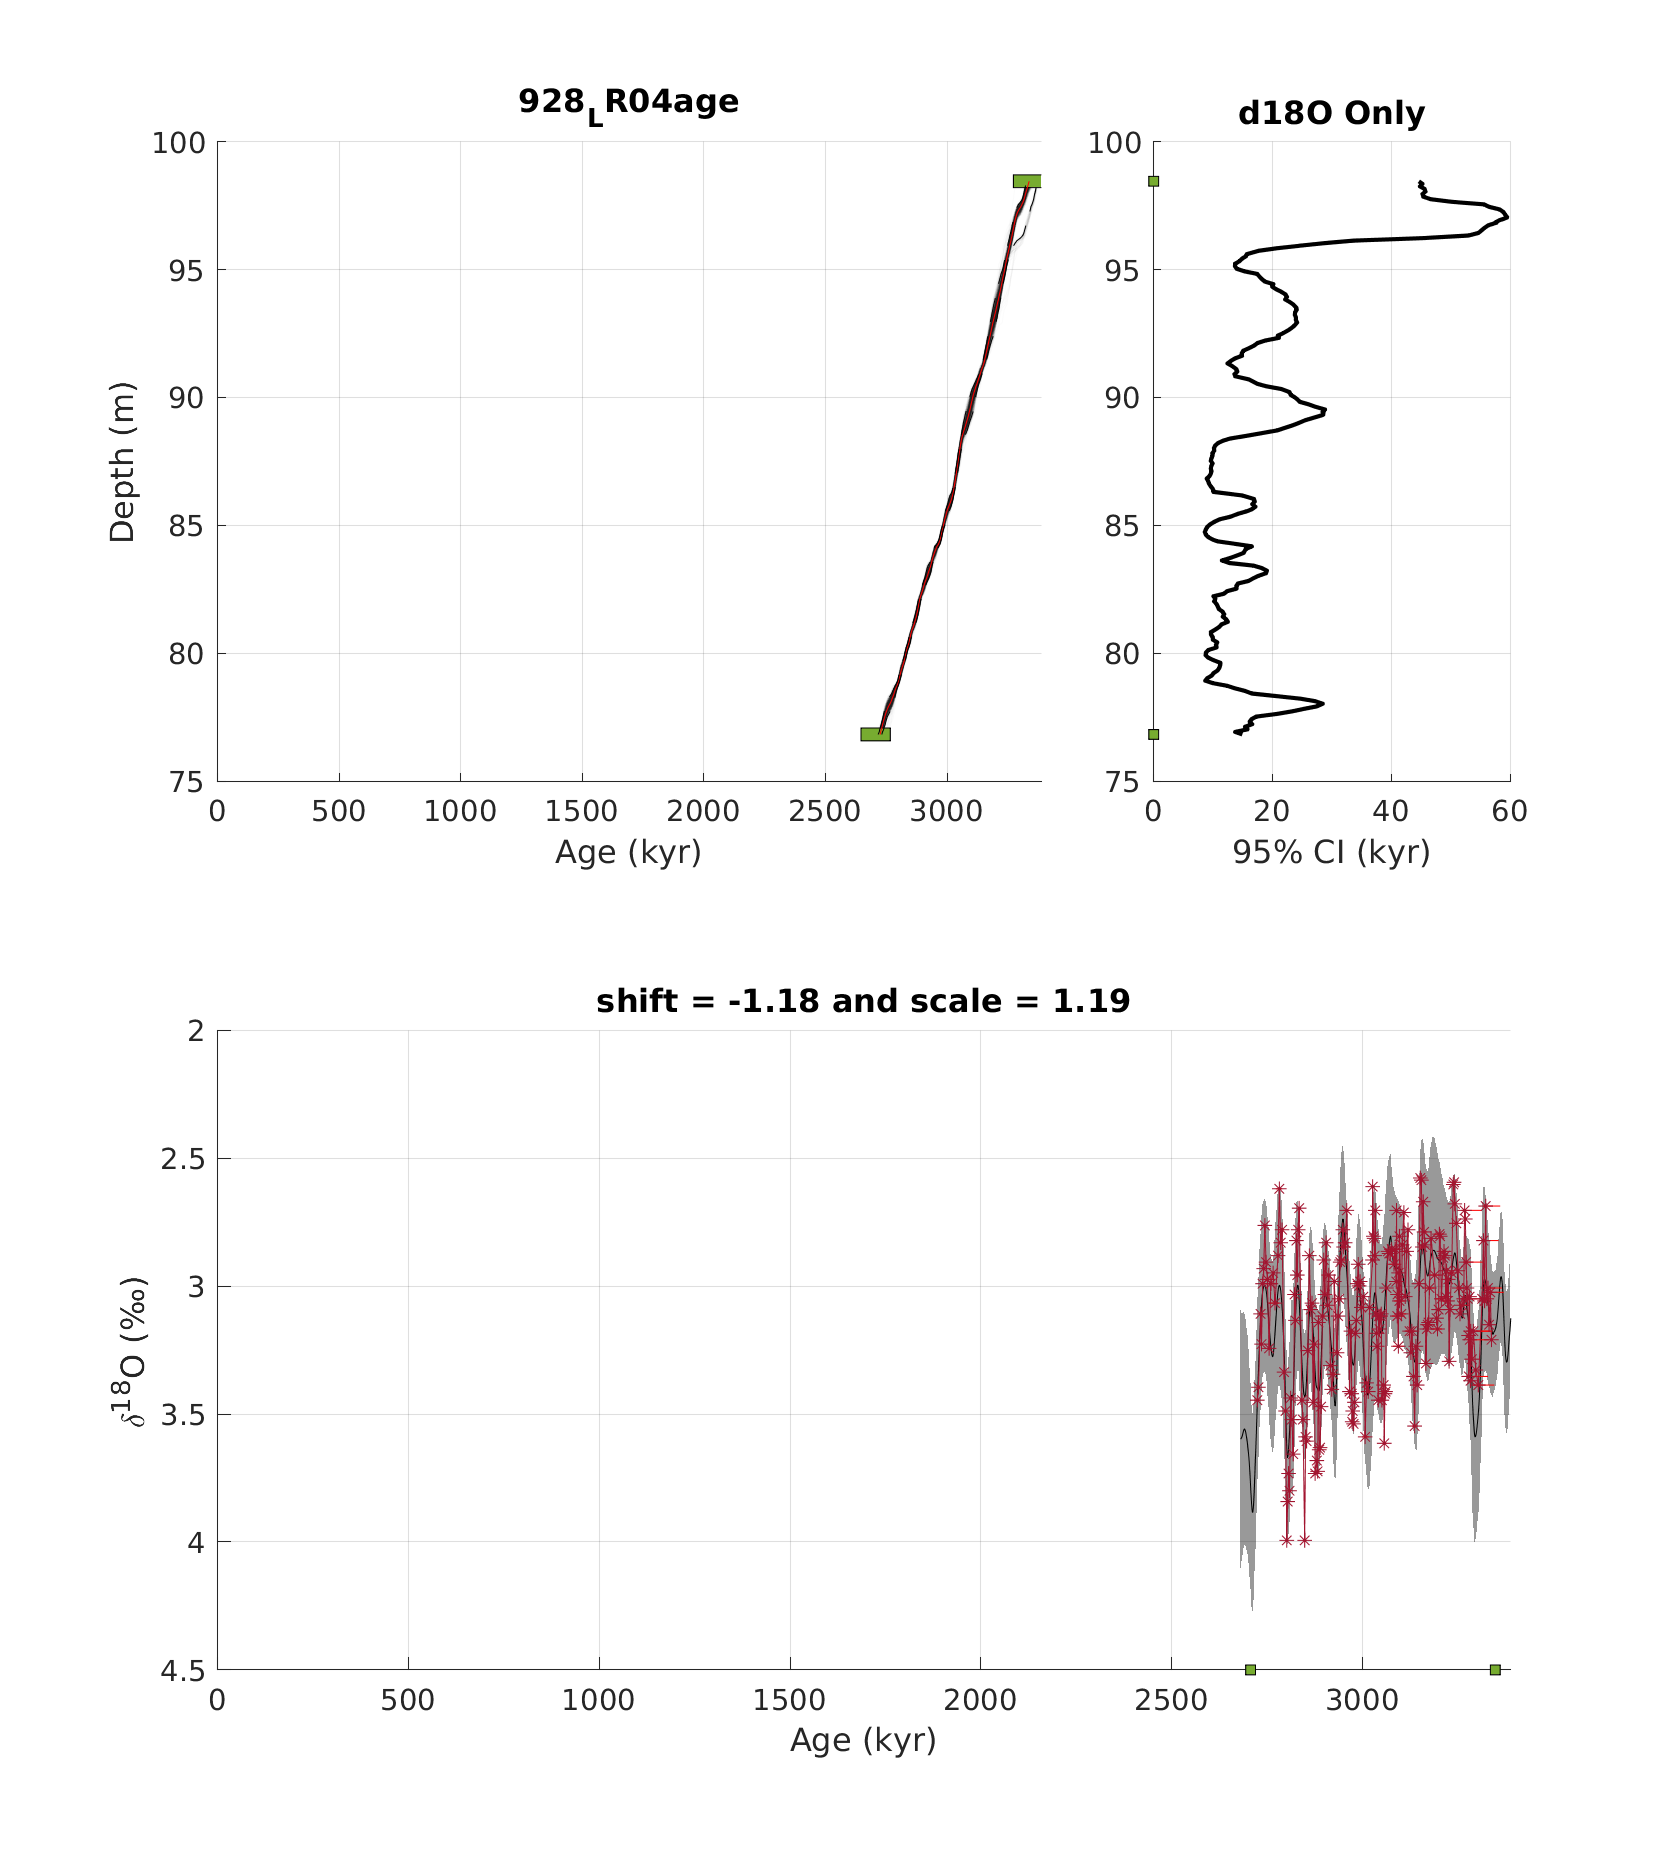 928LR04age
100
95
90
85
80
75
Depth (m)
0 500 1000 1500 2000 2500 3000
Age (kyr)
d18O Only
100
95
90
85
80
75
0 20 40 60
95% CI (kyr)
shift = -1.18 and scale = 1.19
2
2.5
3
3.5
4
4.5
δ18O (‰)
0 500 1000 1500 2000 2500 3000
Age (kyr)